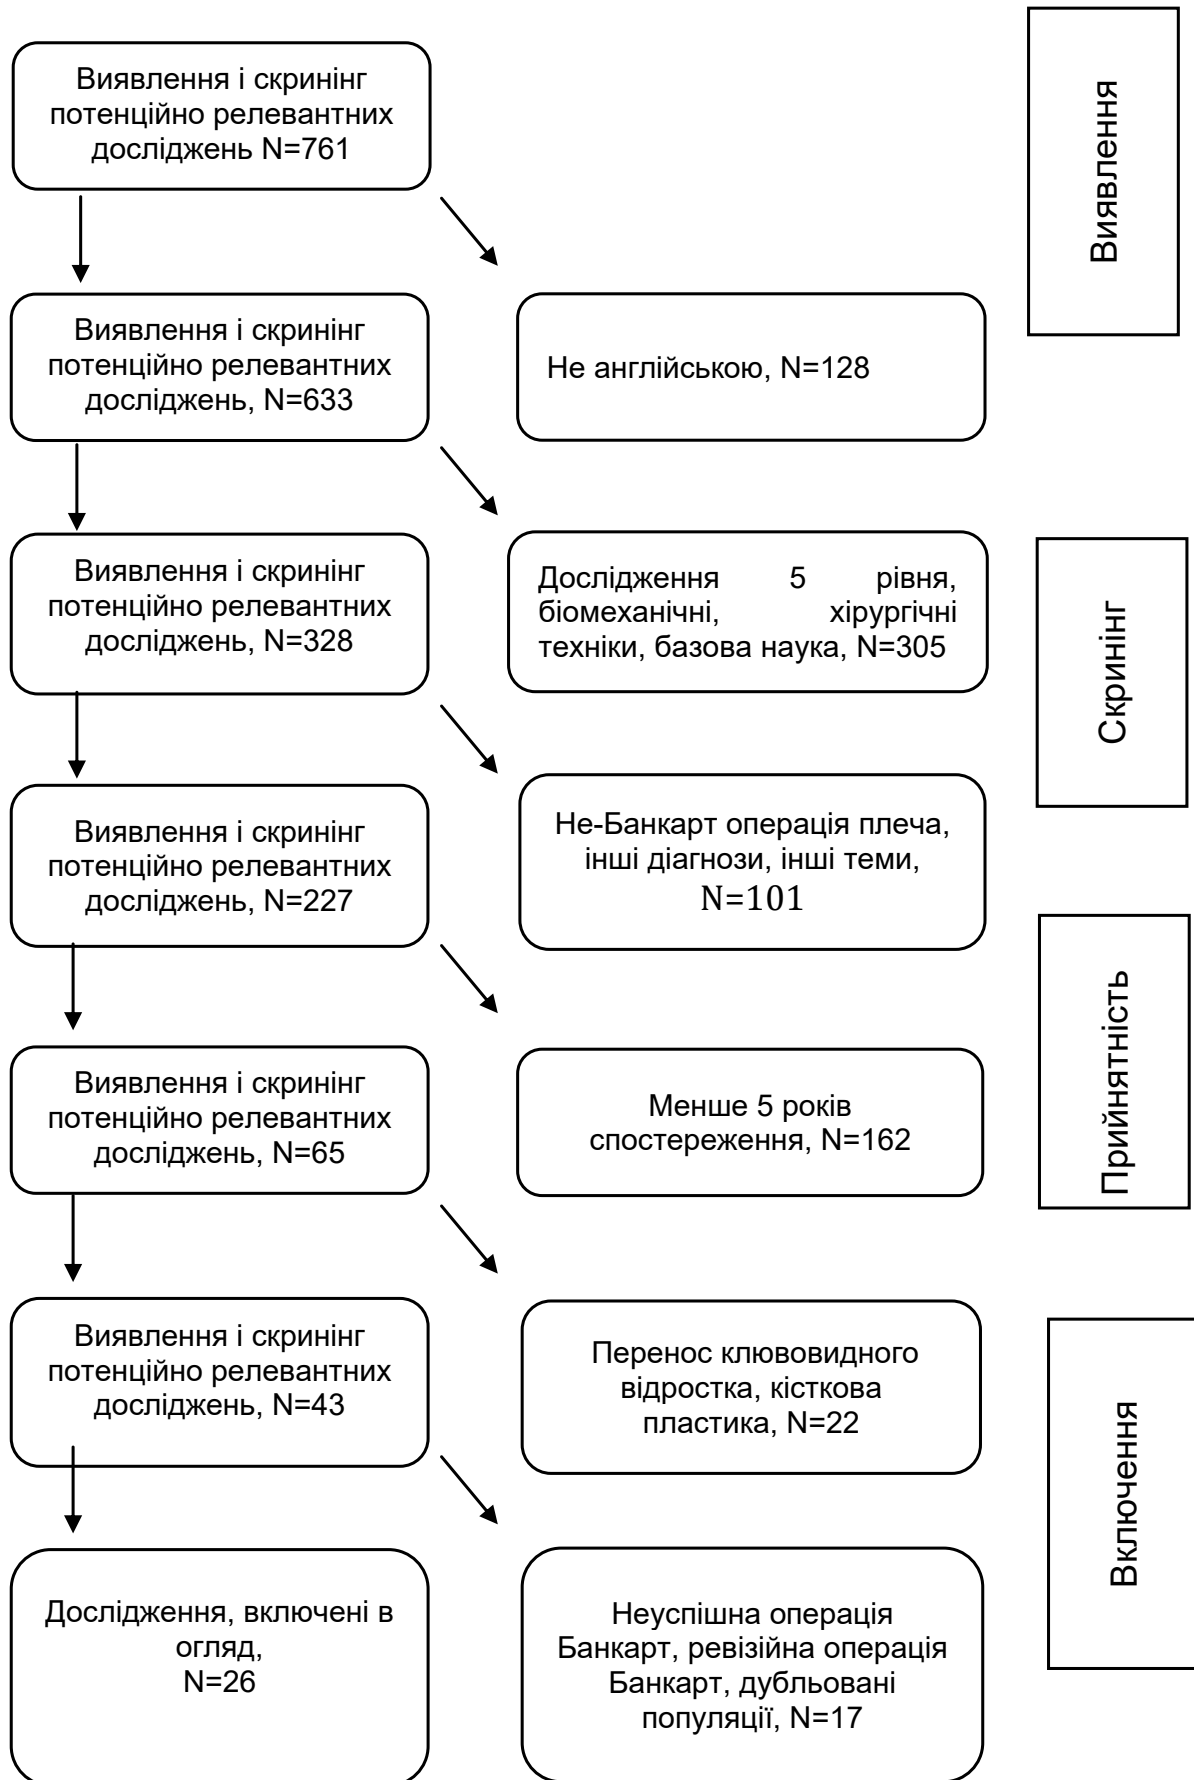 Виявлення і скринінг
потенційно релевантних
досліджень N=761
Виявлення
Виявлення і скринінг
потенційно релевантних
досліджень, N=633
Не англійською, N=128
Виявлення і скринінг
потенційно релевантних
досліджень, N=328
Дослідження 5 рівня,
біомеханічні, хірургічні
техніки, базова наука, N=305
Скринінг
Виявлення і скринінг
потенційно релевантних
досліджень, N=227
Не-Банкарт операція плеча,
інші діагнози, інші теми,
N=101
Прийнятність
Виявлення і скринінг
потенційно релевантних
досліджень, N=65
Менше 5 років
спостереження, N=162
Виявлення і скринінг
потенційно релевантних
досліджень, N=43
Перенос клювовидного
відростка, кісткова
пластика, N=22
Включення
Дослідження, включені в
огляд,
N=26
Неуспішна операція
Банкарт, ревізійна операція
Банкарт, дубльовані
популяції, N=17